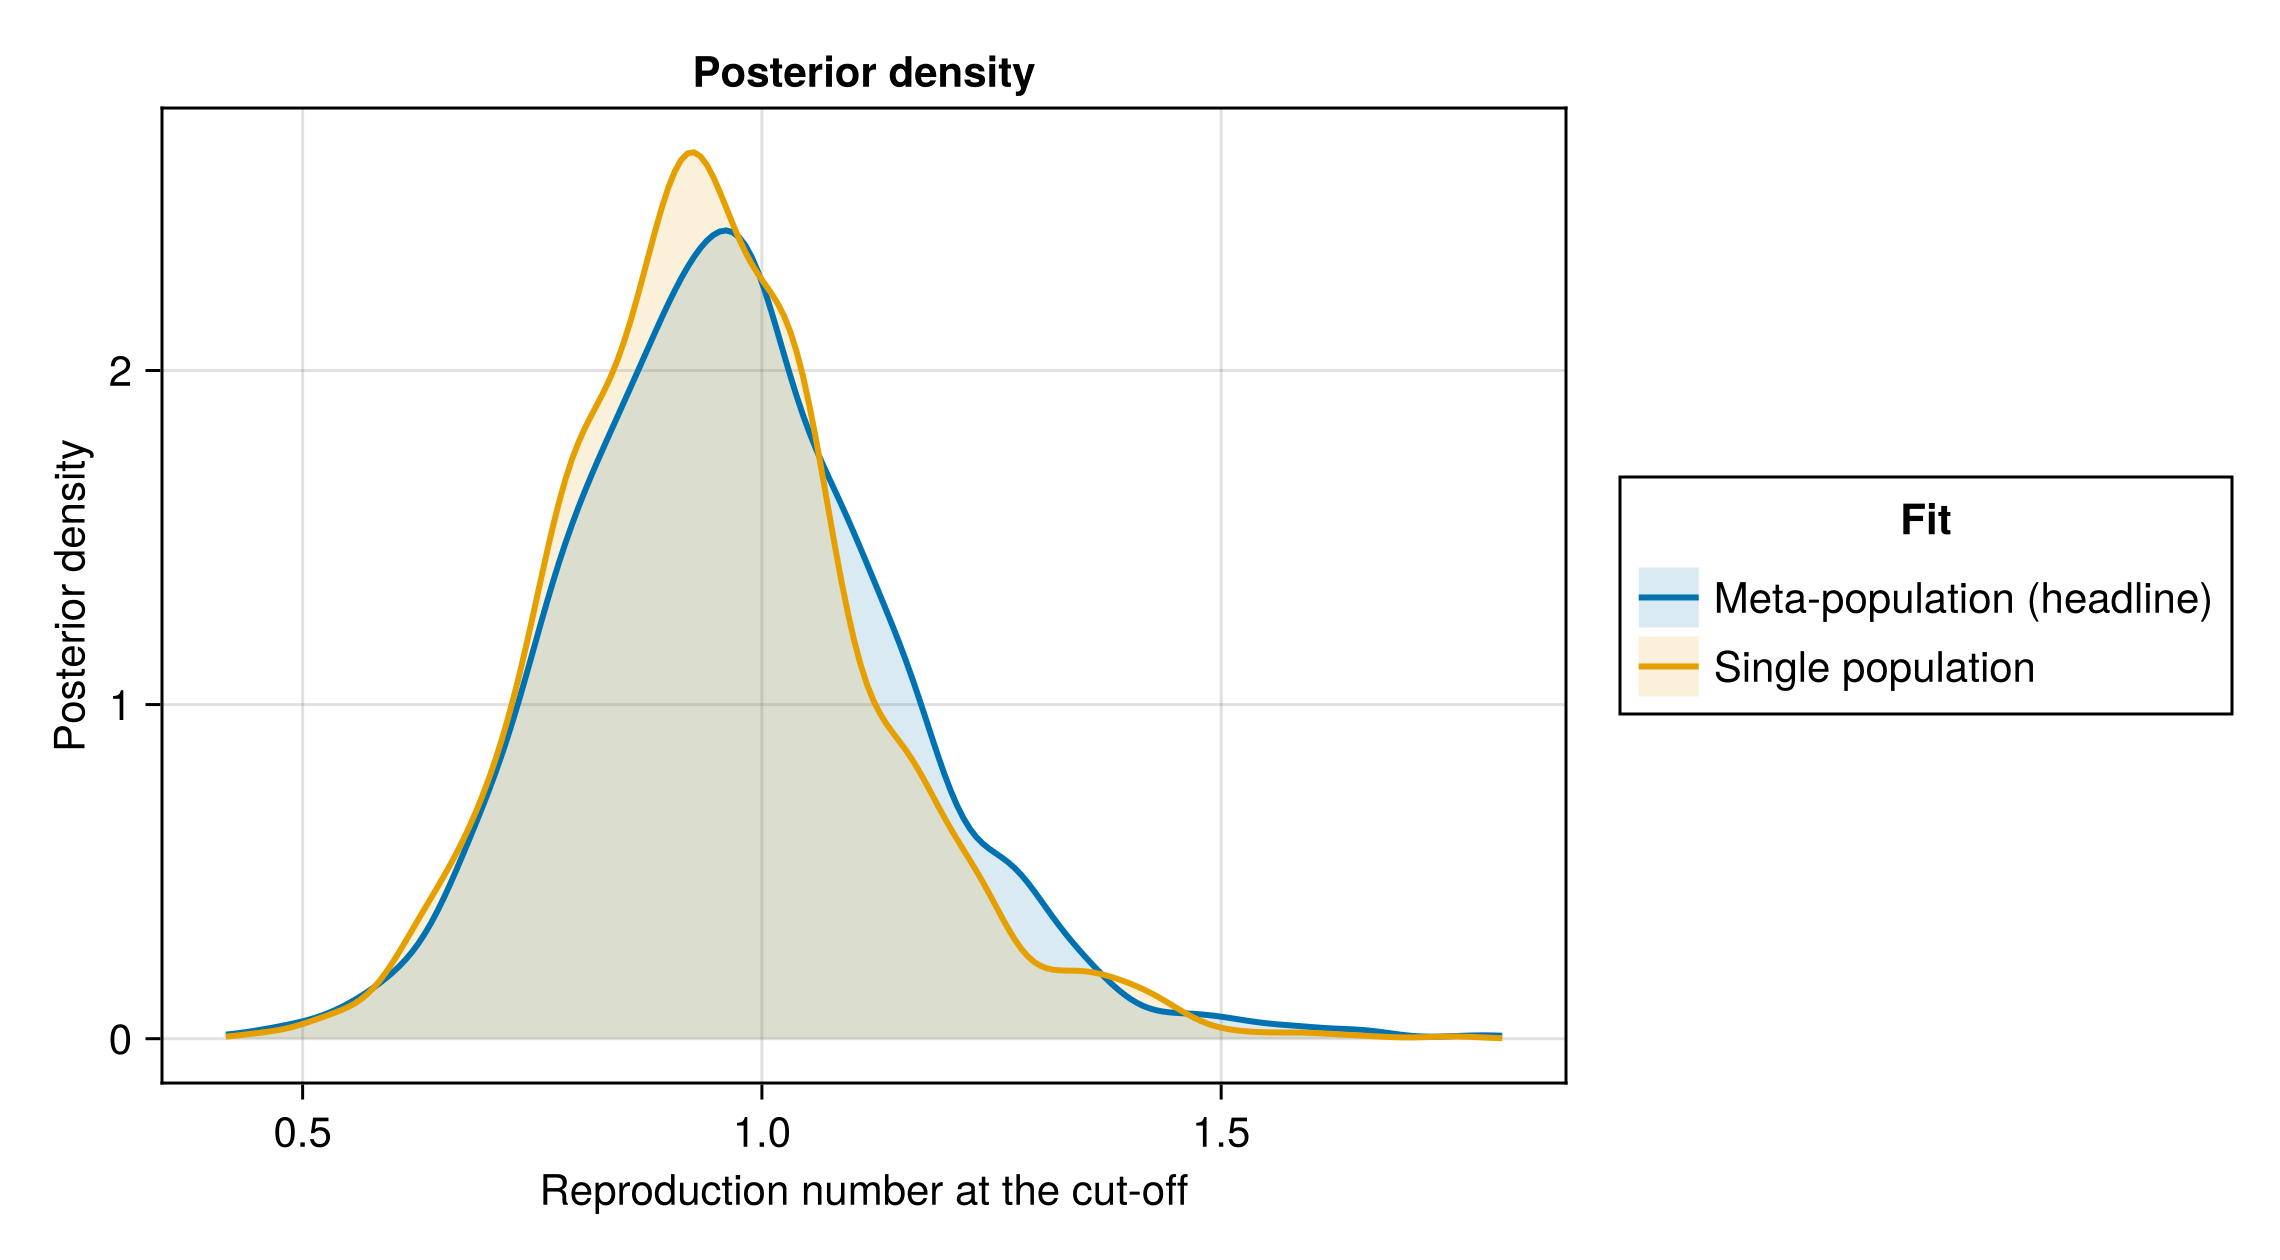 Posterior density
Posterior density
2
1
0
0.5
1.0
1.5
Reproduction number at the cut-off
Fit
Meta-population (headline)
Single population